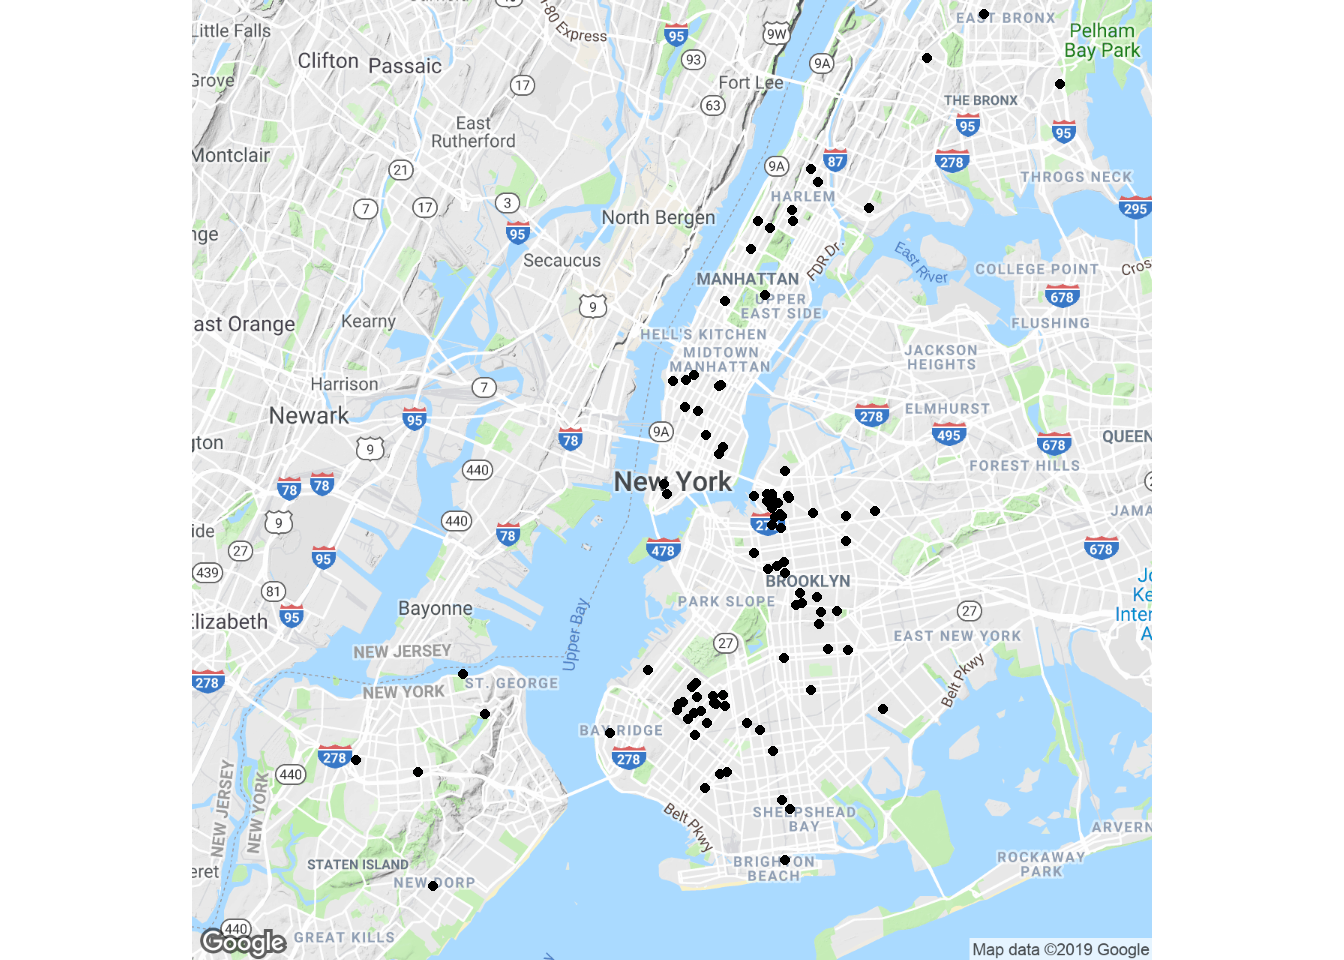 Little Falls
Garfield
I-80 Express
46
95
9W
EAST BRONX
Pelham
Bay Park
Clifton
Passaic
93
9A
Grove
17
Fort Lee
63
THE BRONX
East
Rutherford
95
95
Montclair
21
9A
87
278
THROGS NECK
7
17
3
HARLEM
295
North Bergen
nge
95
FDR Dr.
East River
Secaucus
MANHATTAN
COLLEGE POINT
Cros
678
9
UPPER
EAST SIDE
ast Orange
Kearny
HELL'S KITCHEN
FLUSHING
MIDTOWN
MANHATTAN
JACKSON
HEIGHTS
Harrison
7
Newark
95
278
ELMHURST
9A
495
QUEEN
ngton
9
78
678
440
FOREST HILLS
78
78
New York
440
JAMA
ide
9
78
27
95
478
678
439
81
BROOKLYN
Elizabeth
95
Bayonne
PARK SLOPE
27
EAST NEW YORK
Upper Bay
27
NEW JERSEY
NEW YORK
278
ST. GEORGE
Belt Pkwy
BAY RIDGE
278
278
440
NEW JERSEY
NEW YORK
Belt Pkwy
SHEEPSHEAD
BAY
ARVERN
STATEN ISLAND
BRIGHTON
BEACH
ROCKAWAY
PARK
eret
NEW DORP
440
GREAT KILLS
Google
Map data ©2019 Google